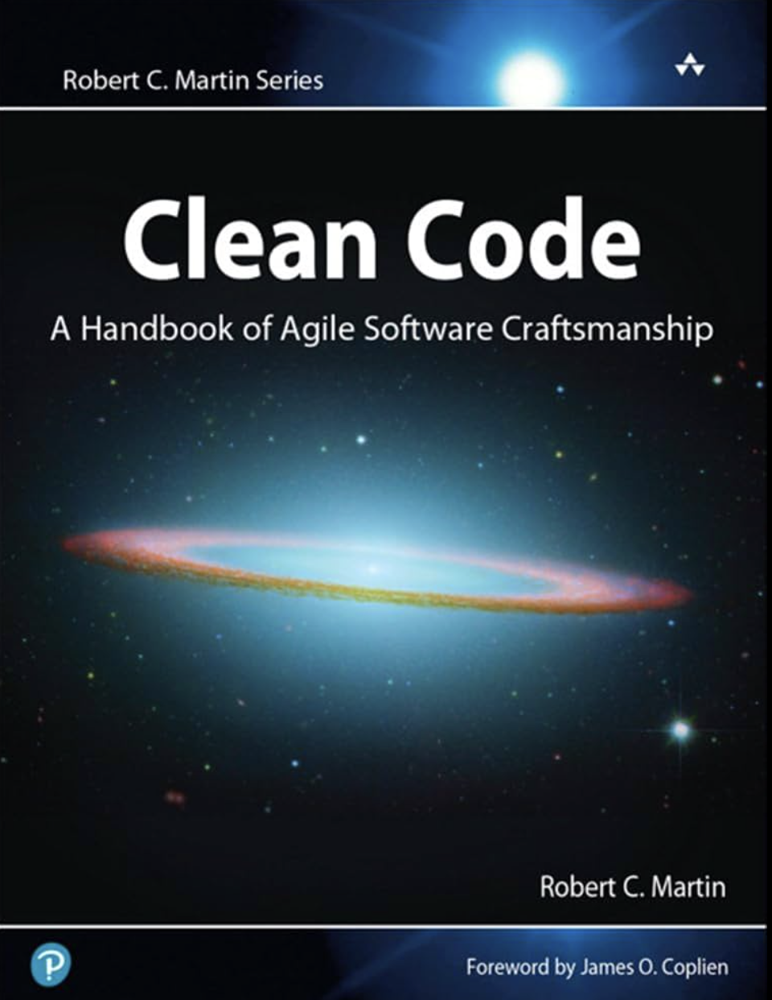 Robert C. Martin Series
Clean Code
A Handbook of Agile Software Craftsmanship
Robert C. Martin
P
Foreword by James O. Coplien